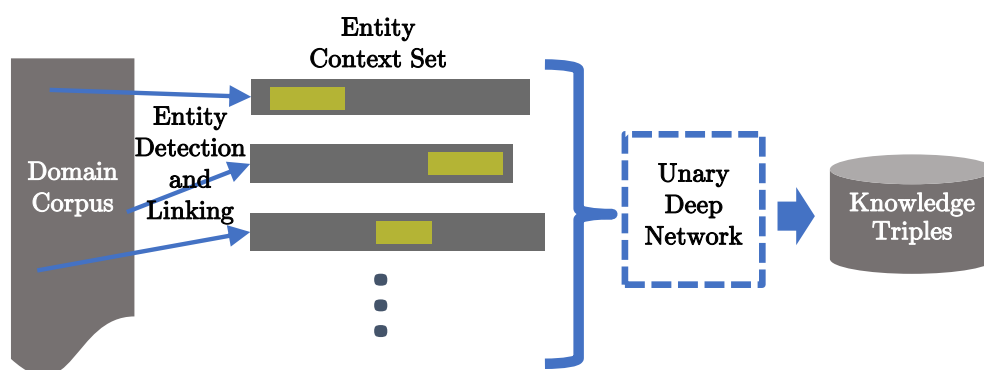 Entity
Context Set
Entity
Detection
and
Linking
Domain
Corpus
Unary
Deep
Network
Knowledge
Triples